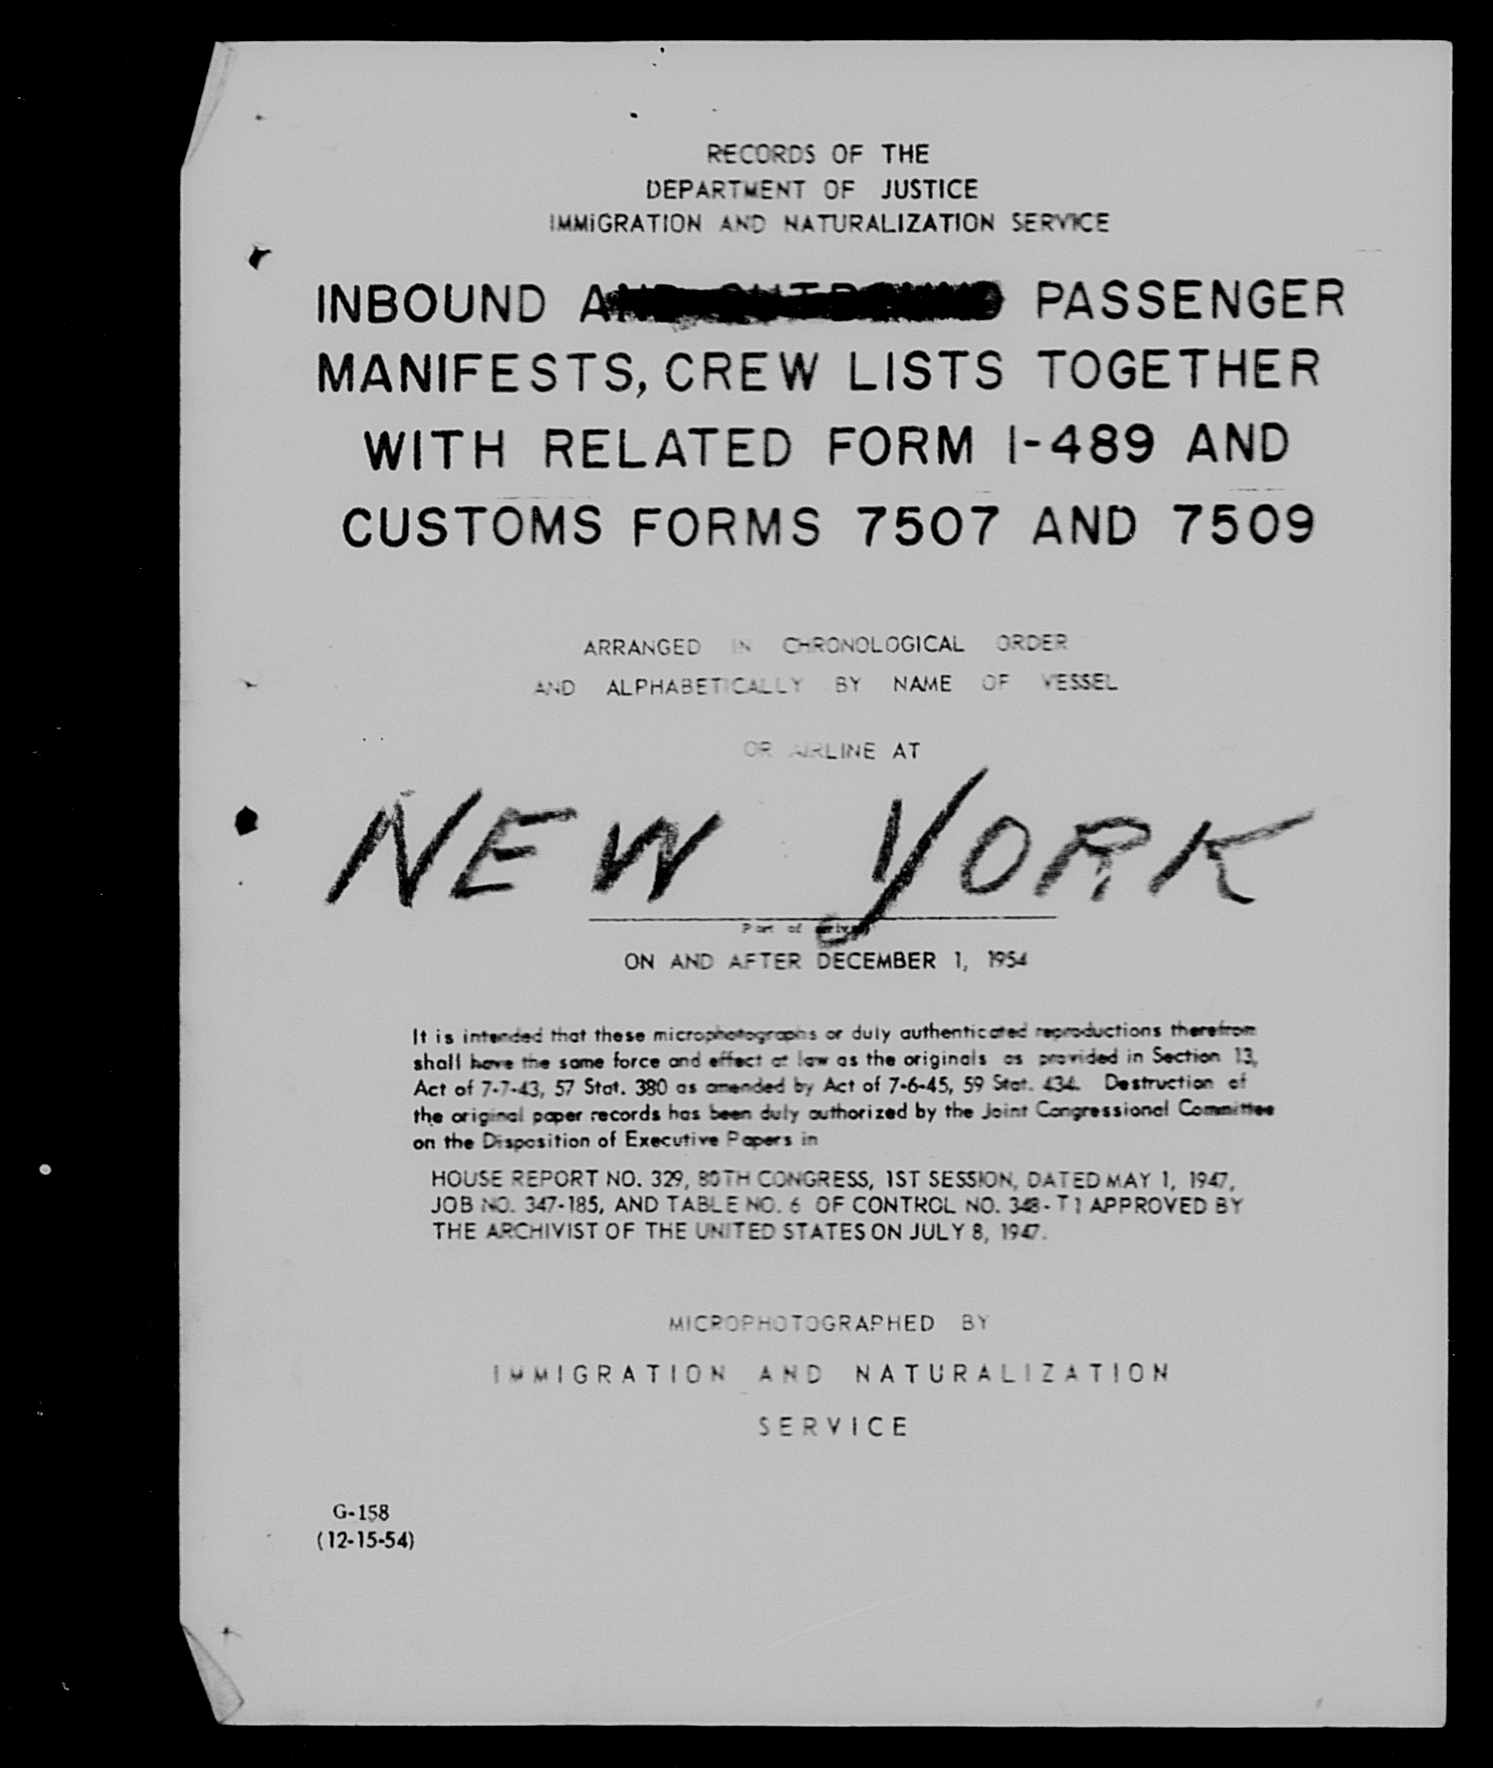 RECORDS OF THE
DEPARTMENT OF JUSTICE
IMMIGRATION AND NATURALIZATION SERVICE
INBOUND AND OUTBOUND PASSENGER
MANIFESTS, CREW LISTS TOGETHER
WITH RELATED FORM I-489 AND
CUSTOMS FORMS 7507 AND 7509
ARRANGED IN CHRONOLOGICAL ORDER
AND ALPHABETICALLY BY NAME OF VESSEL
OR AIRLINE AT
NEW YORK
Port of arrival
ON AND AFTER DECEMBER 1, 1954
It is intended that these microphotographs or duly authenticated reproductions therefrom
shall have the same force and effect at law as the originals as provided in Section 13,
Act of 7-7-43, 57 Stat. 380 as amended by Act of 7-6-45, 59 Stat. 434. Destruction of
the original paper records has been duly authorized by the Joint Congressional Committee
on the Disposition of Executive Papers in
HOUSE REPORT NO. 329, 80TH CONGRESS, 1ST SESSION, DATED MAY 1, 1947,
JOB NO. 347-185, AND TABLE NO. 6 OF CONTROL NO. 348-T1 APPROVED BY
THE ARCHIVIST OF THE UNITED STATES ON JULY 8, 1947.
MICROPHOTOGRAPHED BY
IMMIGRATION AND NATURALIZATION
SERVICE
G-158
(12-15-54)